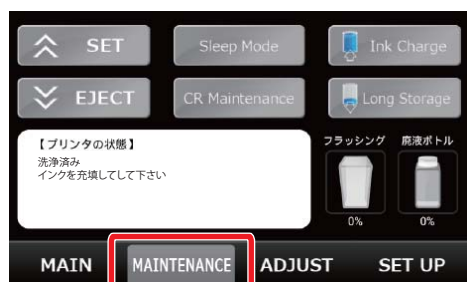 SET
Sleep Mode
Ink Charge
EJECT
CR Maintenance
Long Storage
【プリンタの状態】
洗浄済み
インクを充填してして下さい
フラッシング
廃液ボトル
0%
0%
MAIN
MAINTENANCE
ADJUST
SET UP